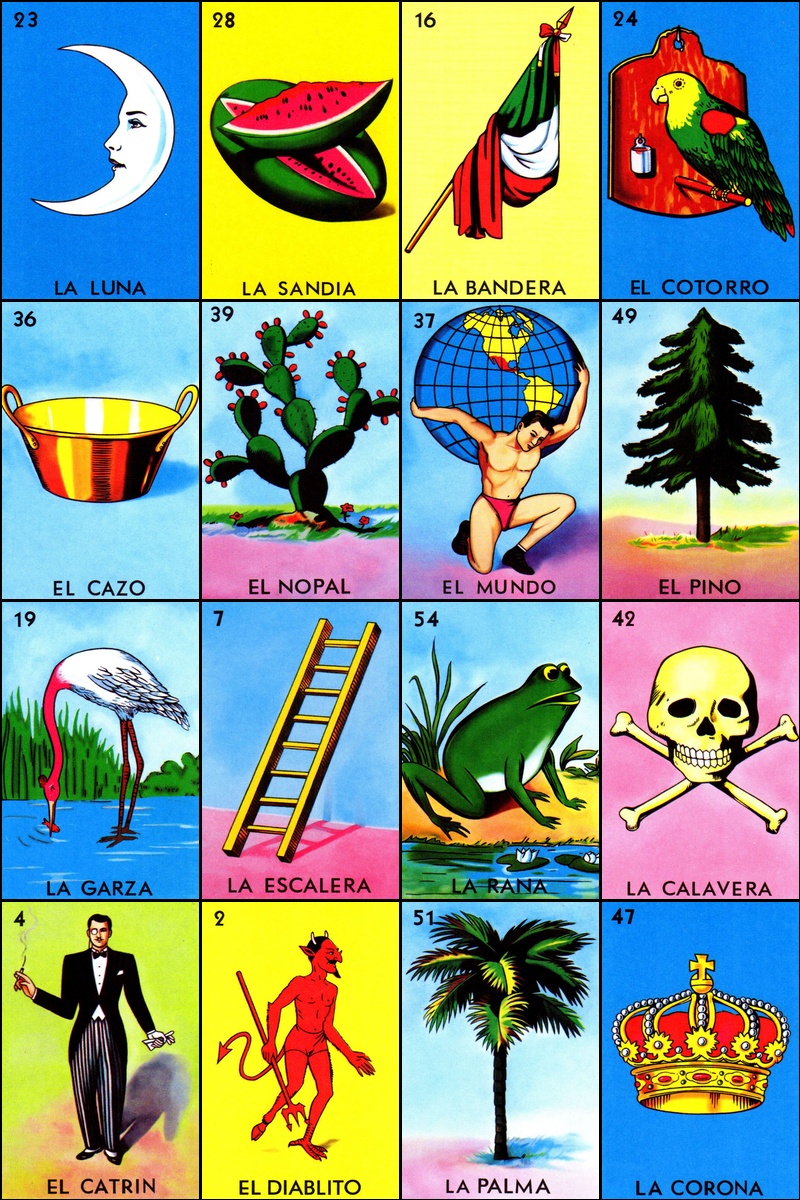 23
LA LUNA
28
LA SANDIA
16
LA BANDERA
24
EL COTORRO
36
EL CAZO
39
EL NOPAL
37
EL MUNDO
49
EL PINO
19
LA GARZA
7
LA ESCALERA
54
LA RANA
42
LA CALAVERA
4
EL CATRIN
2
EL DIABLITO
51
LA PALMA
47
LA CORONA